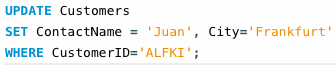 UPDATE Customers
SET ContactName = 'Juan', City='Frankfurt'
WHERE CustomerID='ALFKI';